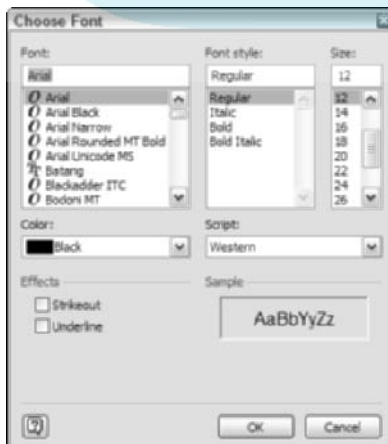 Choose Font
Font: Font style: Size:
Arial Regular 12
Arial Regular 12
Arial Black Italic 14
Arial Narrow Bold 16
Arial Rounded MT Bold Bold Italic 18
Arial Unicode MS 20
Batang 22
Blackadder ITC 24
Bodoni MT 26
Color: Script:
Black Western
Effects Sample
Strikeout
Underline
AaBbYyZz
? OK Cancel